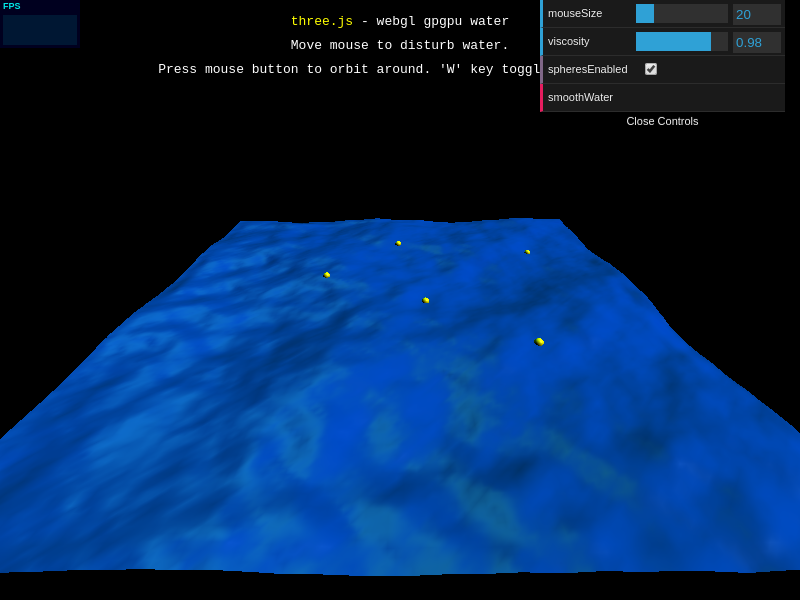 FPS
three.js - webgl gpgpu water
Move mouse to disturb water.
Press mouse button to orbit around. 'W' key toggl
mouseSize 20
viscosity 0.98
spheresEnabled
smoothWater
Close Controls